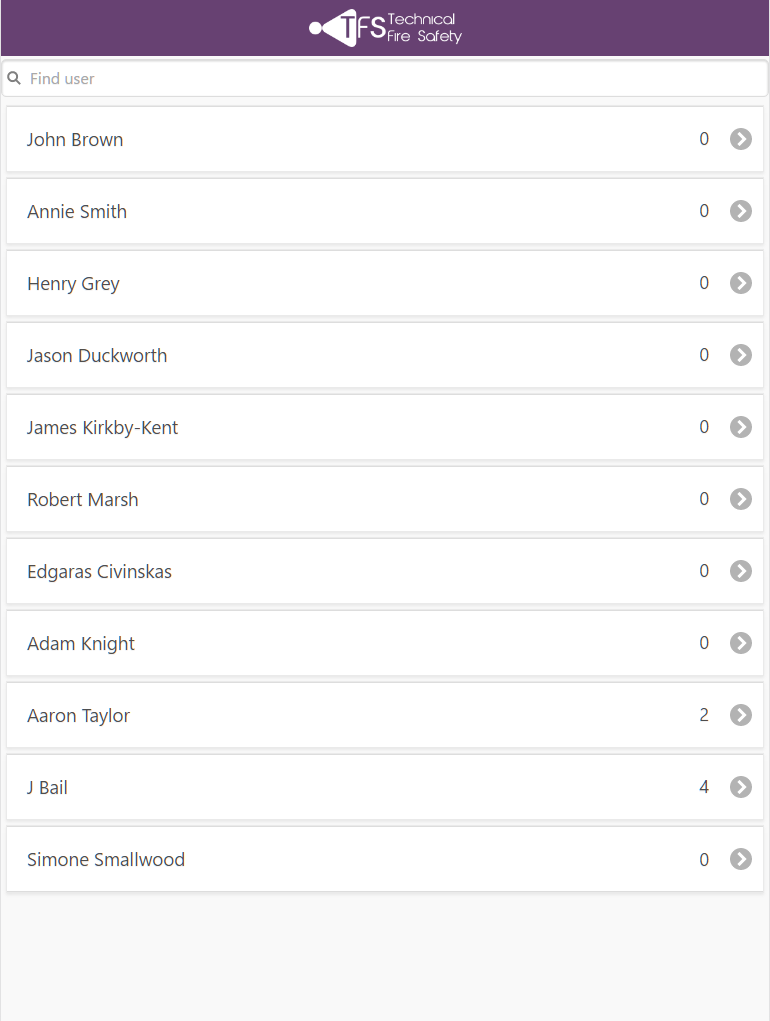 TFS Technical
Fire Safety
Find user
John Brown 0
Annie Smith 0
Henry Grey 0
Jason Duckworth 0
James Kirkby-Kent 0
Robert Marsh 0
Edgaras Civinskas 0
Adam Knight 0
Aaron Taylor 2
J Bail 4
Simone Smallwood 0